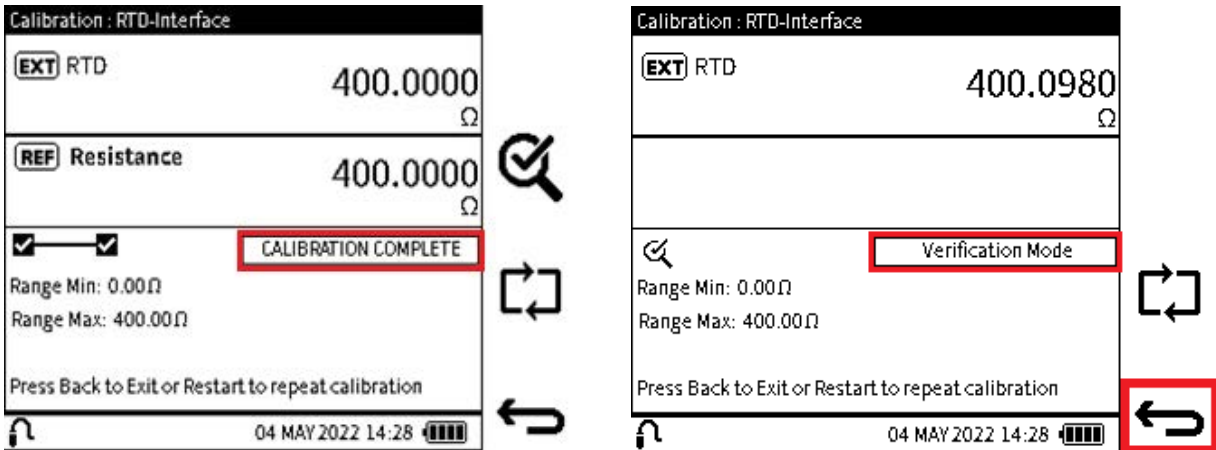 Calibration : RTD-Interface
EXT RTD
400.0000
Ω
REF Resistance
400.0000
Ω
CALIBRATION COMPLETE
Range Min: 0.00Ω
Range Max: 400.00Ω
Press Back to Exit or Restart to repeat calibration
04 MAY 2022 14:28
Calibration : RTD-Interface
EXT RTD
400.0980
Ω
Verification Mode
Range Min: 0.00Ω
Range Max: 400.00Ω
Press Back to Exit or Restart to repeat calibration
04 MAY 2022 14:28